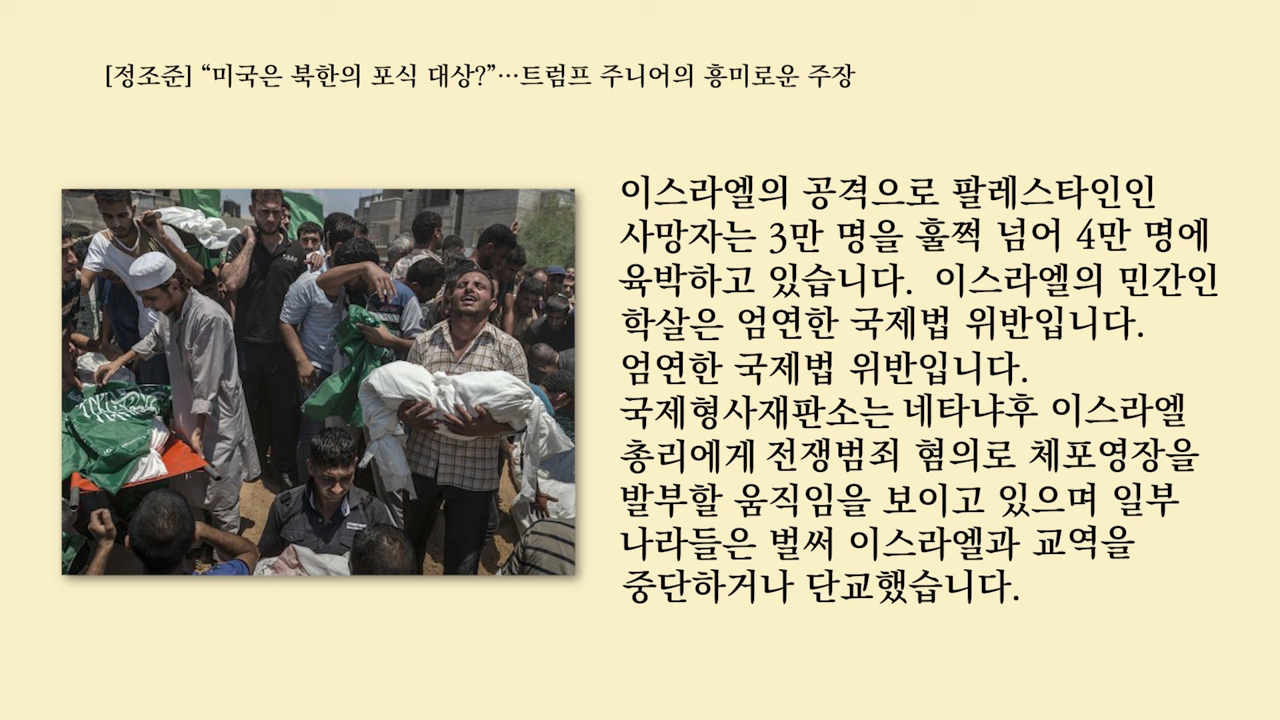 [정조준] “미국은 북한의 포식 대상?”…트럼프 주니어의 흥미로운 주장
이스라엘의 공격으로 팔레스타인인
사망자는 3만 명을 훌쩍 넘어 4만 명에
육박하고 있습니다. 이스라엘의 민간인
학살은 엄연한 국제법 위반입니다.
엄연한 국제법 위반입니다.
국제형사재판소는 네타냐후 이스라엘
총리에게 전쟁범죄 혐의로 체포영장을
발부할 움직임을 보이고 있으며 일부
나라들은 벌써 이스라엘과 교역을
중단하거나 단교했습니다.